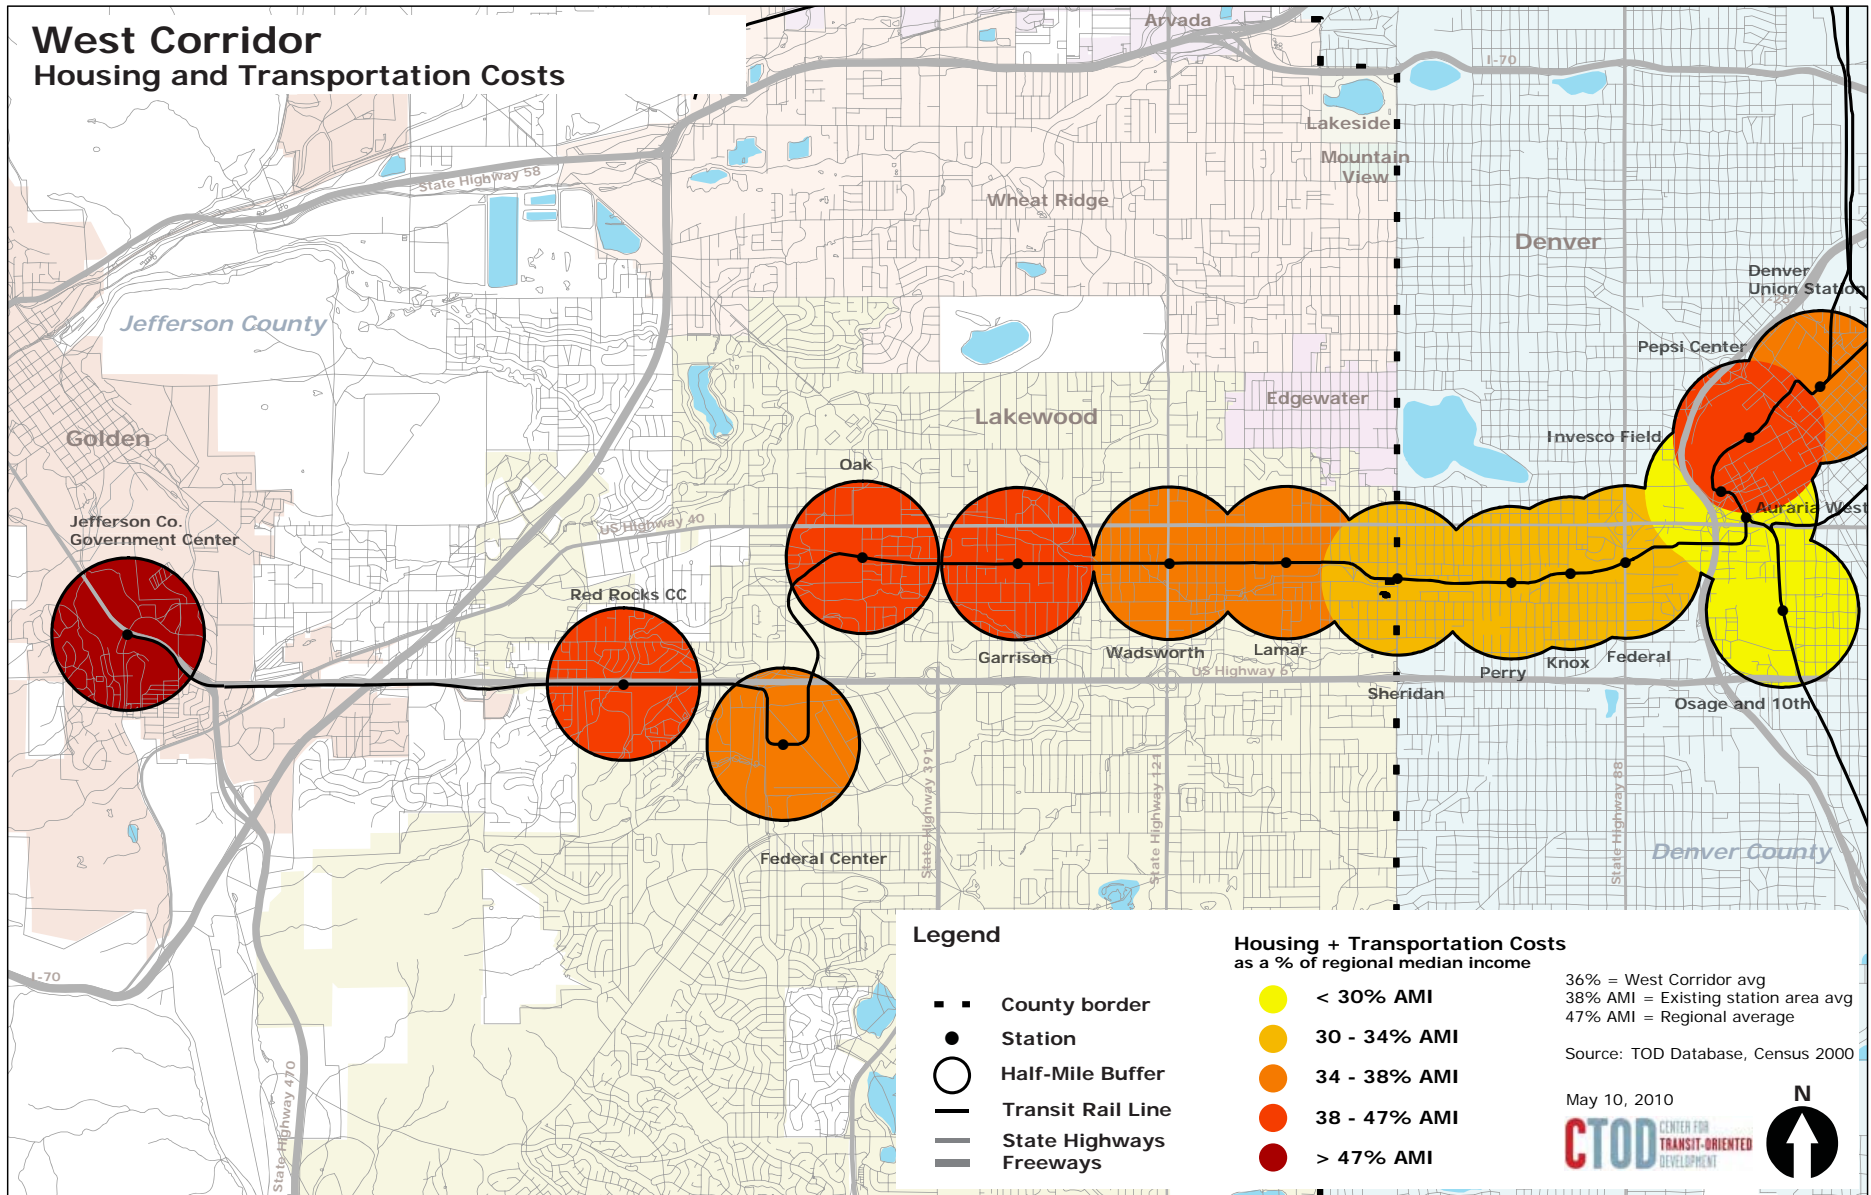 West Corridor
Housing and Transportation Costs
Arvada
I-70
Lakeside
Mountain
View
State Highway 58
Wheat Ridge
Denver
Denver
Union Station
I-25
Jefferson County
Pepsi Center
Edgewater
Lakewood
Golden
Invesco Field
Oak
Auraria West
Jefferson Co.
Government Center
US Highway 40
Red Rocks CC
Garrison
Wadsworth
Lamar
Perry
Knox
Federal
US Highway 6
Sheridan
Osage and 10th
State Highway 391
State Highway 121
State Highway 88
Federal Center
Denver County
I-70
State Highway 470
Legend
County border
Station
Half-Mile Buffer
Transit Rail Line
State Highways
Freeways
Housing + Transportation Costs
as a % of regional median income
< 30% AMI
30 - 34% AMI
34 - 38% AMI
38 - 47% AMI
> 47% AMI
36% = West Corridor avg
38% AMI = Existing station area avg
47% AMI = Regional average
Source: TOD Database, Census 2000
May 10, 2010
N
CTOD
CENTER FOR
TRANSIT-ORIENTED
DEVELOPMENT